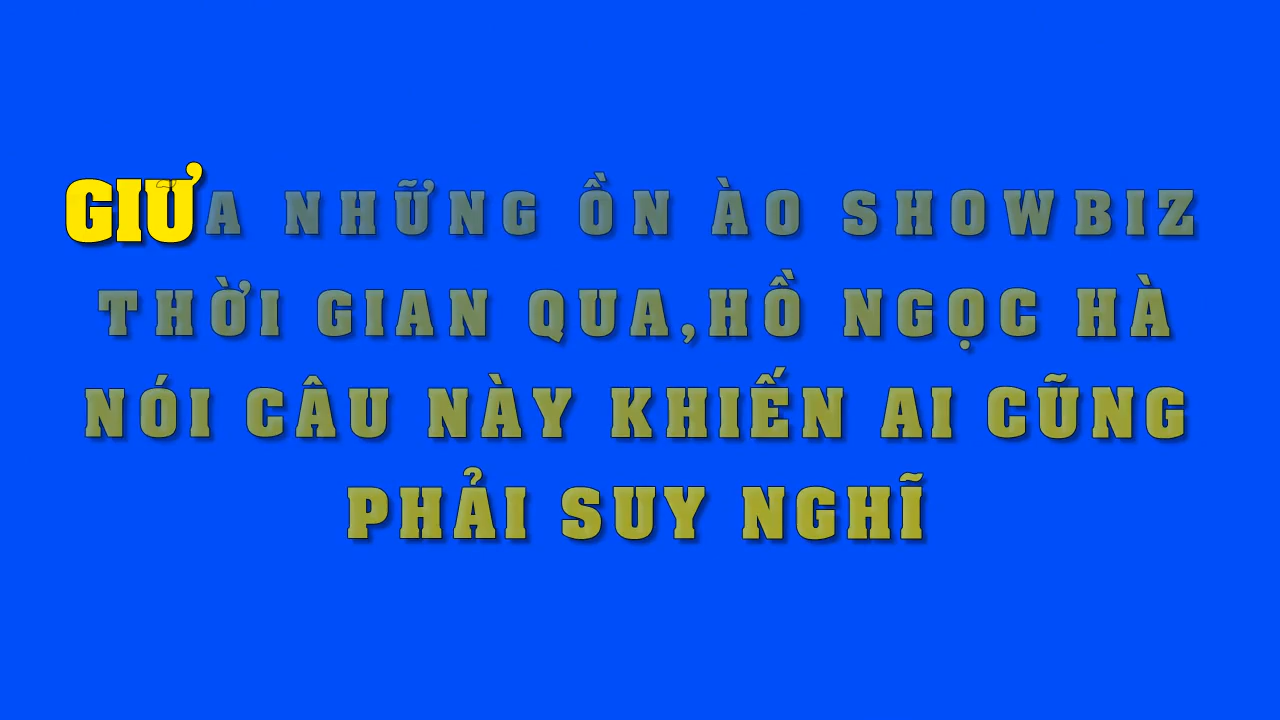 GIỮA NHỮNG ỒN ÀO SHOWBIZ
THỜI GIAN QUA,HỒ NGỌC HÀ
NÓI CÂU NÀY KHIẾN AI CŨNG
PHẢI SUY NGHĨ